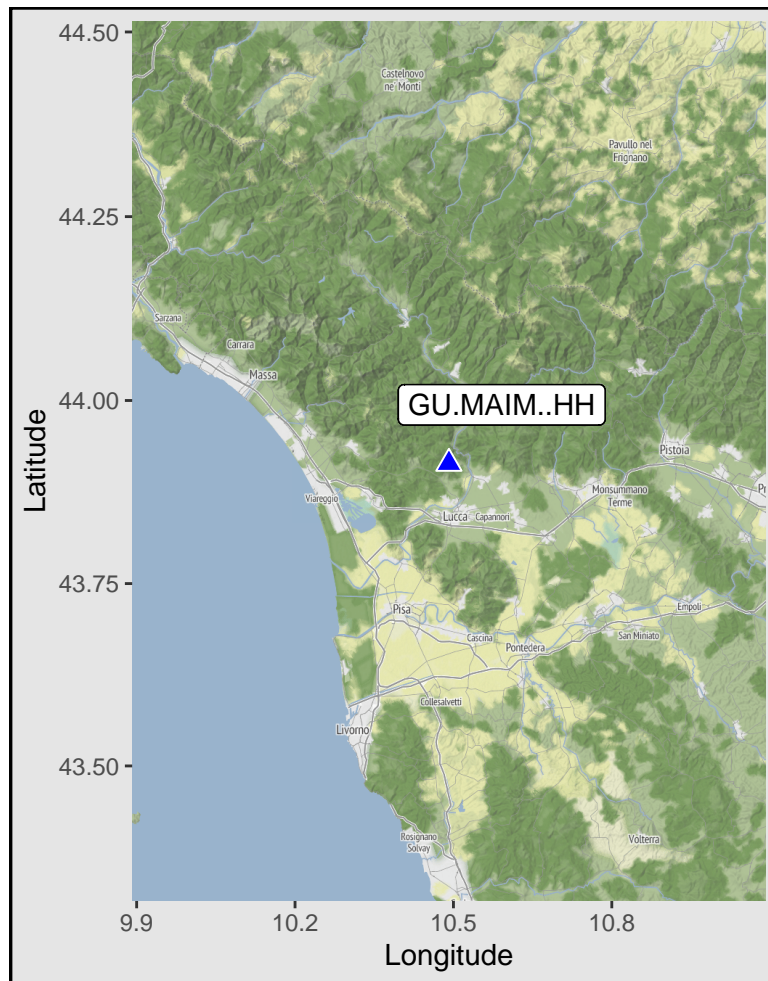 44.50
44.25
44.00
43.75
43.50
Latitude
Castelnovo
ne' Monti
Pavullo nel
Frignano
Sarzana
Carrara
Massa
GU.MAIM..HH
Pistoia
Viareggio
Monsummano
Terme
Pr
Lucca
Capannori
Pisa
Empoli
Cascina
San Miniato
Pontedera
Collesalvetti
Livorno
Rosignano
Solvay
Volterra
9.9
10.2
10.5
10.8
Longitude